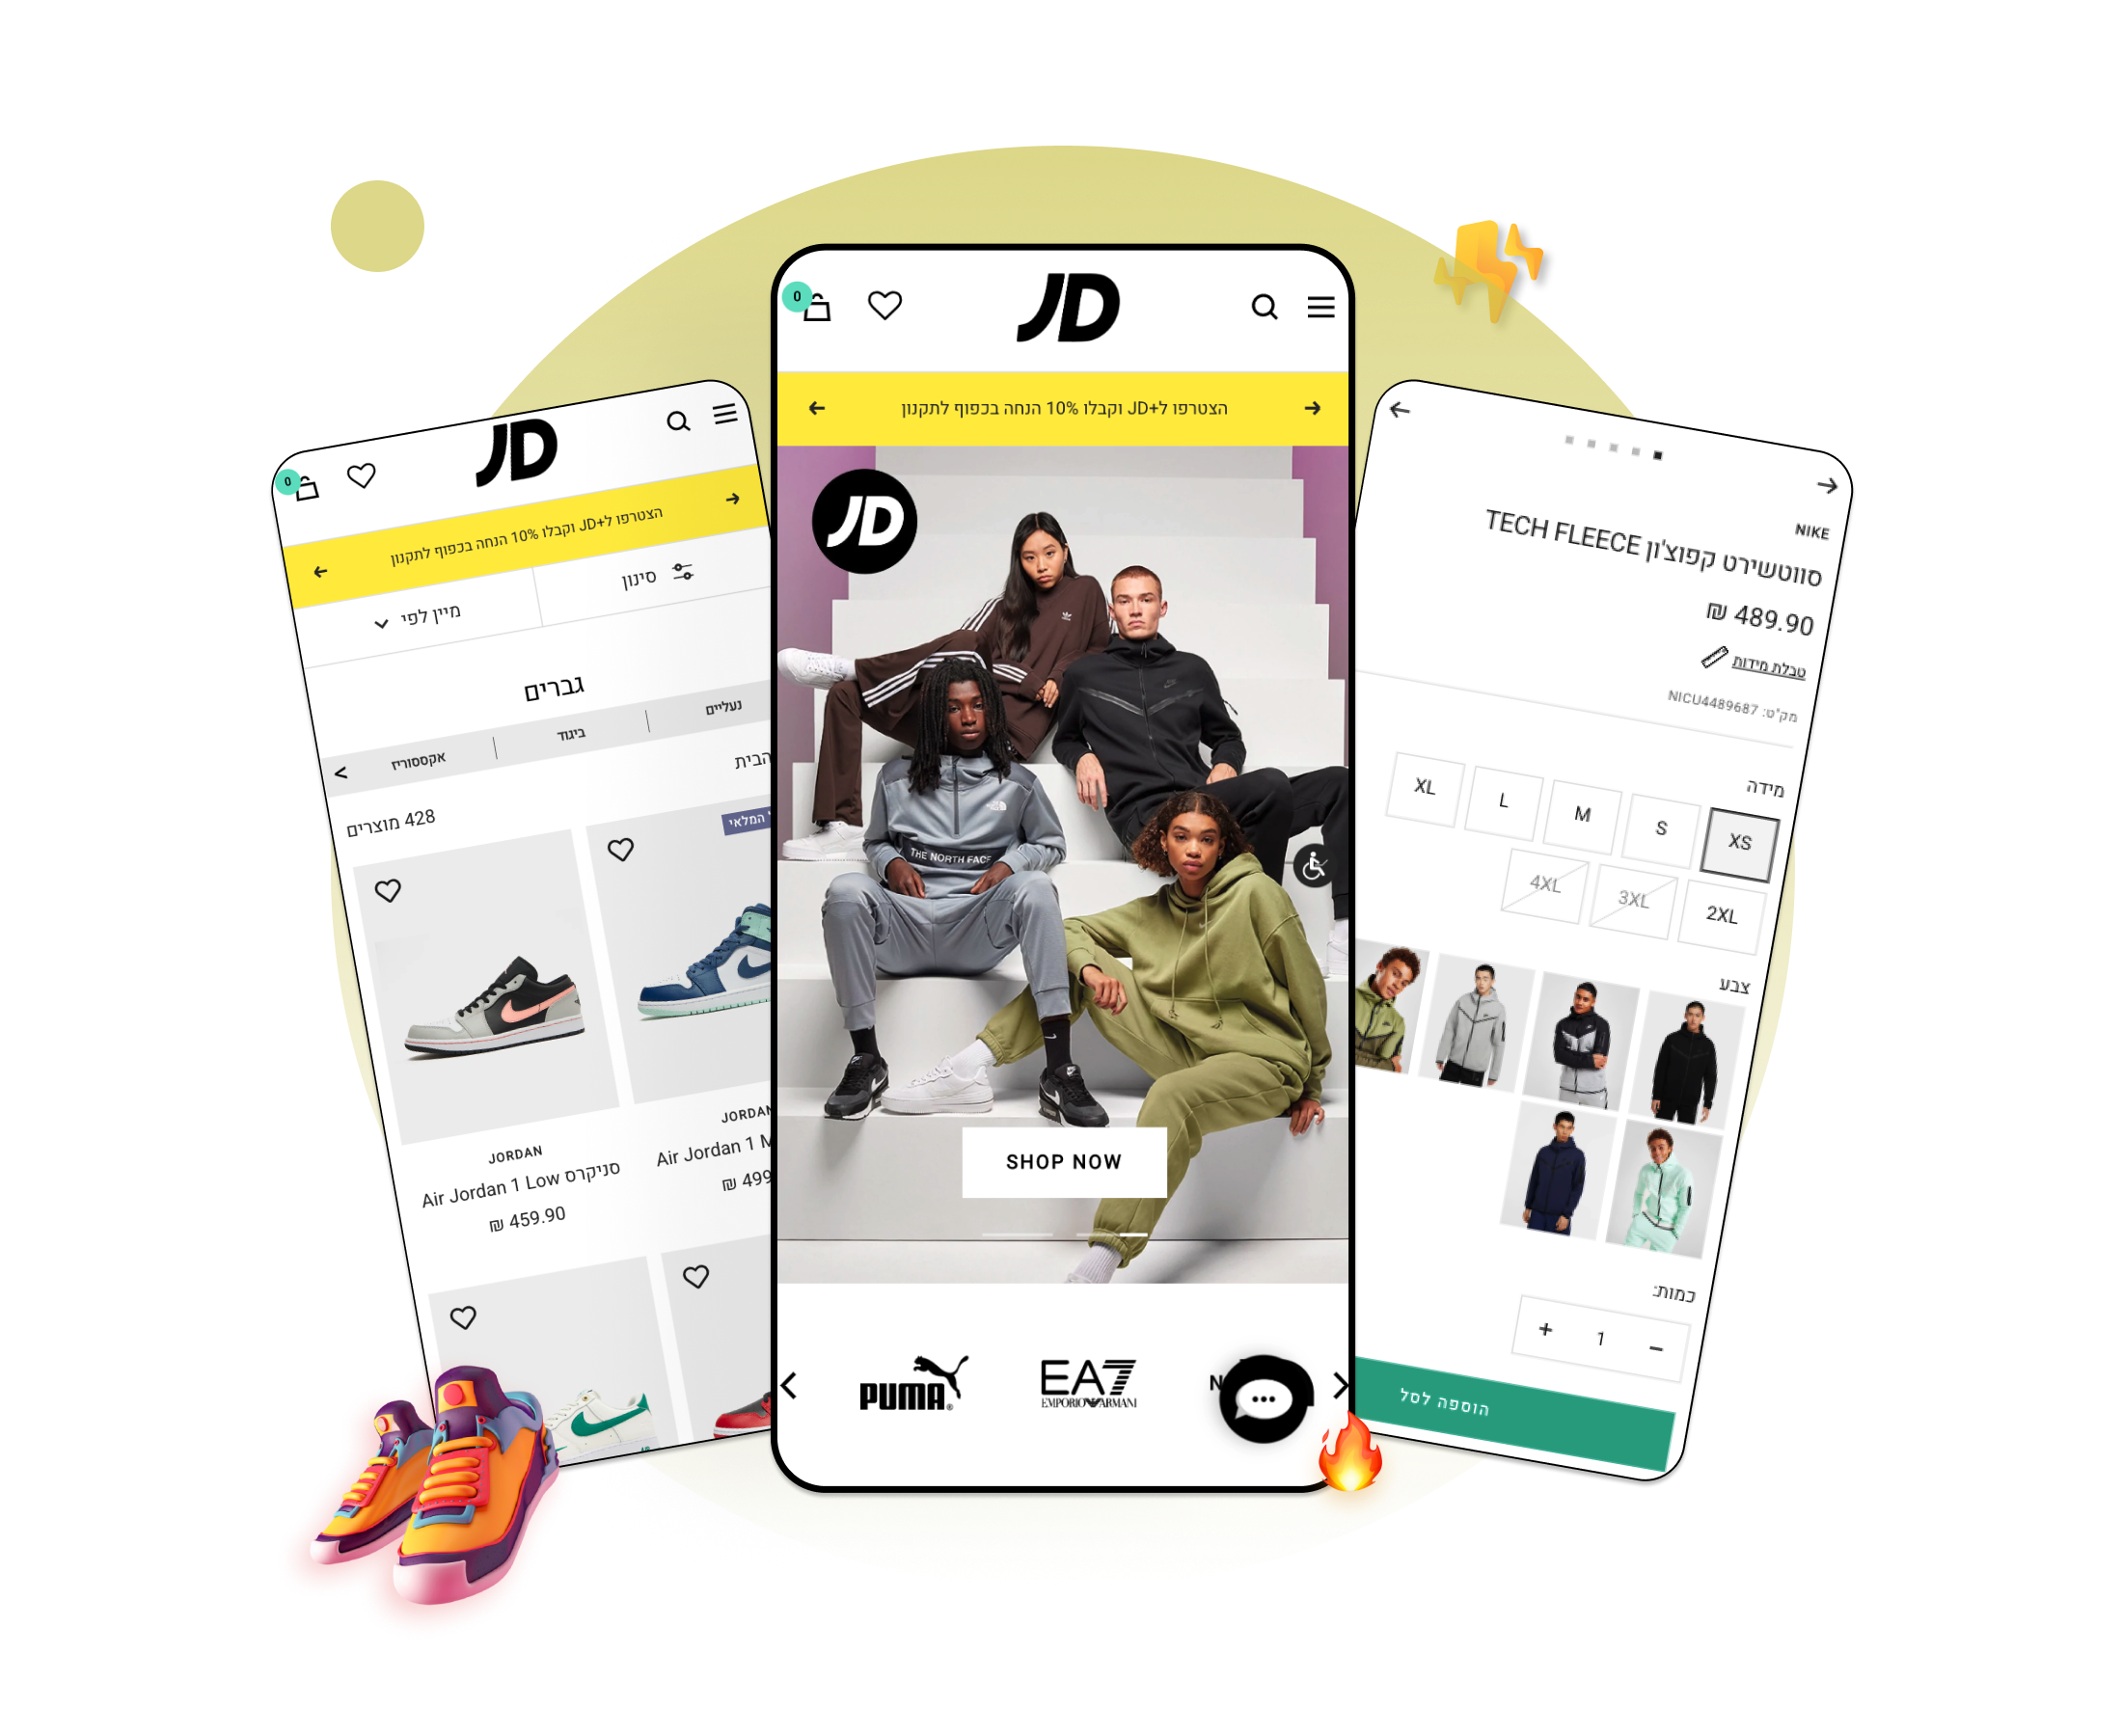 0
JD
הצטרפו ל+JD וקבלו 10% הנחה בכפוף לתקנון
סינון
מיין לפי
גברים
נעליים
ביגוד
אקססוריז
הבית
428 מוצרים
המלאי
JORDAN
סניקרס Air Jordan 1 Low
459.90 ₪
JORDAN
Air Jordan 1
499 ₪
0
JD
הצטרפו ל+JD וקבלו 10% הנחה בכפוף לתקנון
JD
THE NORTH FACE
SHOP NOW
PUMA
EA7
EMPORIO ARMANI
NIKE
סווטשירט קפוצ'ון TECH FLEECE
489.90 ₪
טבלת מידות
מק"ט: NICU4489687
מידה
XS
S
M
L
XL
2XL
3XL
4XL
צבע
כמות:
+ 1 −
הוספה לסל